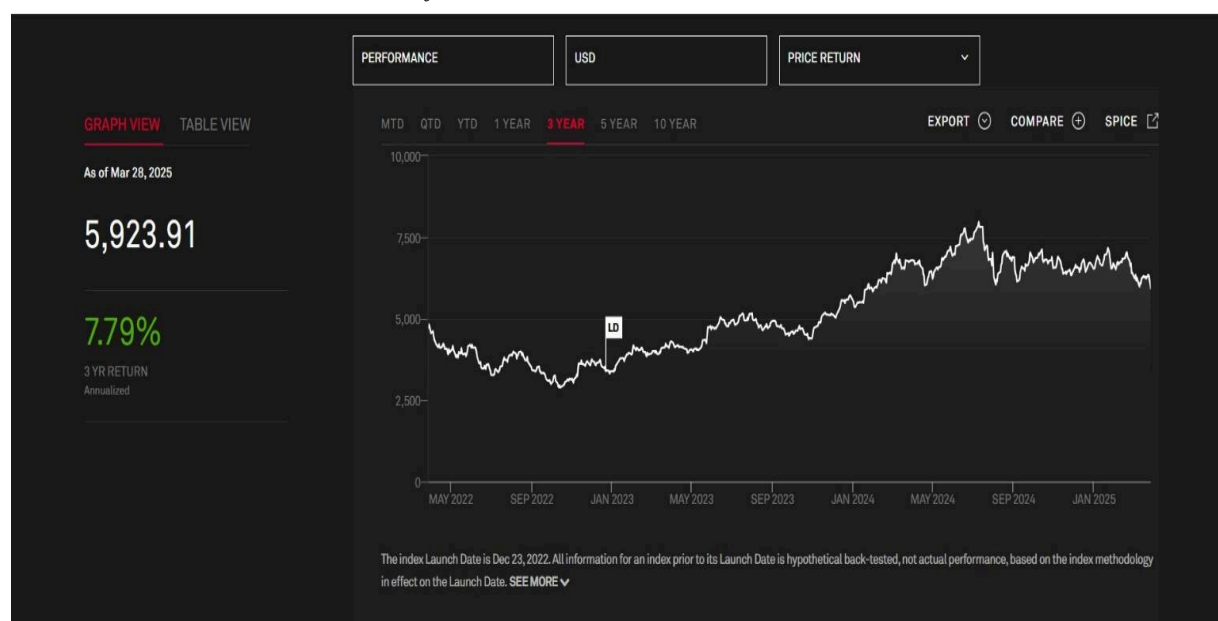 PERFORMANCE USD PRICE RETURN
GRAPH VIEW TABLE VIEW
MTD QTD YTD 1 YEAR 3 YEAR 5 YEAR 10 YEAR EXPORT COMPARE SPICE
As of Mar 28, 2025
5,923.91
7.79%
3 YR RETURN
Annualized
10,000
7,500
5,000
2,500
0
LD
MAY 2022 SEP 2022 JAN 2023 MAY 2023 SEP 2023 JAN 2024 MAY 2024 SEP 2024 JAN 2025
The index Launch Date is Dec 23, 2022. All information for an index prior to its Launch Date is hypothetical back-tested, not actual performance, based on the index methodology
in effect on the Launch Date. SEE MORE